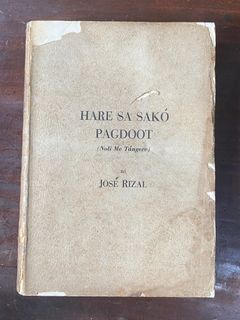 HARE SA SAKÓ
PAGDOOT
(Noli Me Tángere)
ni
JOSÉ RIZAL